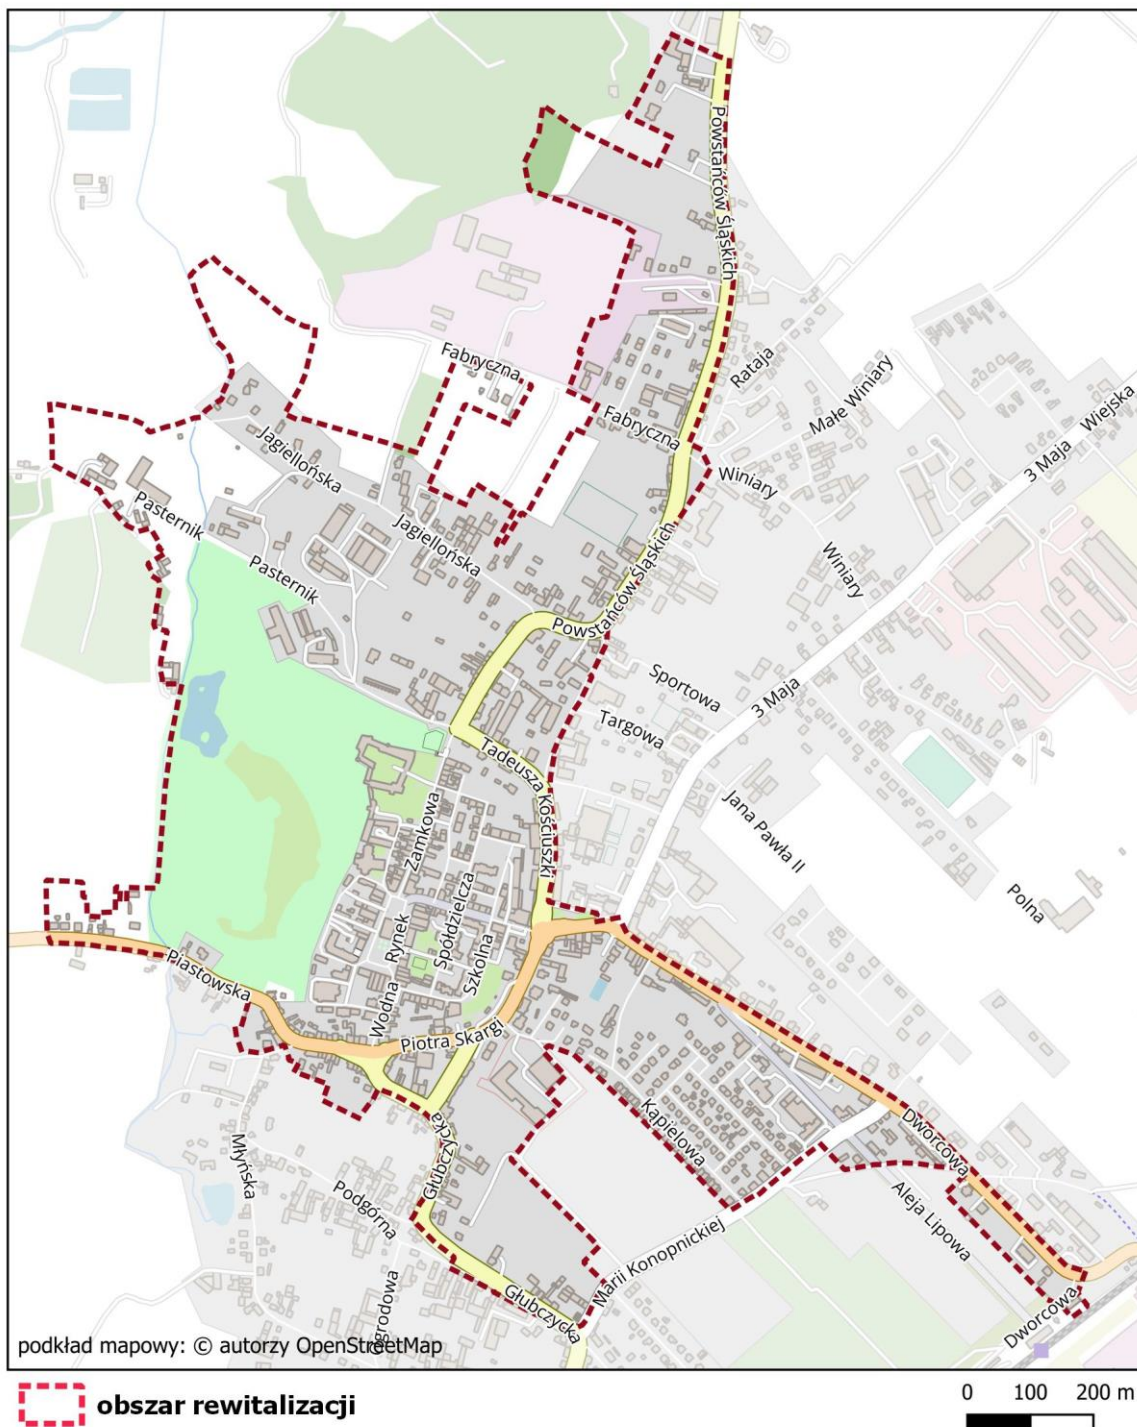 Powstańców Śląskich
Rataja
Fabryczna
Małe Winiary
Wiejska
Fabryczna
3 Maja
Jagiellońska
Winiary
Pasternik
Jagiellońska
Winiary
Pasternik
Powstańców Śląskich
Sportowa
3 Maja
Targowa
Tadeusza Kościuszki
Jana Pawła II
Zamkowa
Spółdzielcza
Polna
Rynek
Szkolna
Piastowska
Wodna
Piotra Skargi
Kąpielowa
Dworcowa
Głubczycka
Młyńska
Podgórna
Aleja Lipowa
Marii Konopnickiej
Ogrodowa
Głubczycka
Dworcowa
podkład mapowy: © autorzy OpenStreetMap
obszar rewitalizacji
0 100 200 m